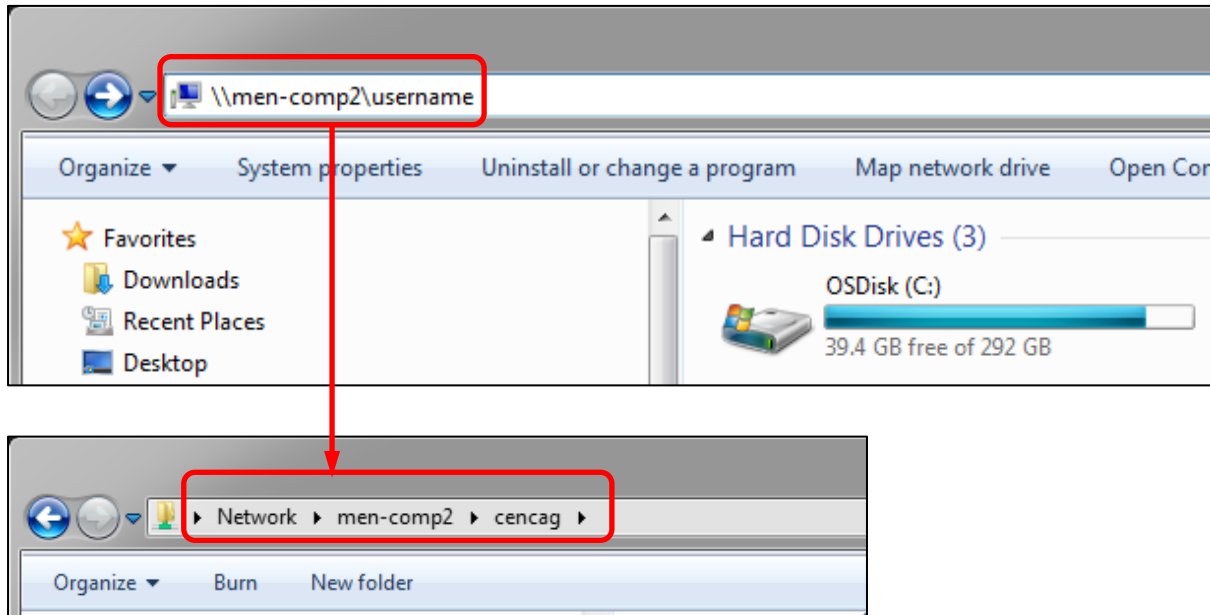 \\men-comp2\username
Organize System properties Uninstall or change a program Map network drive Open Con
Favorites
Downloads
Recent Places
Desktop
Hard Disk Drives (3)
OSDisk (C:)
39.4 GB free of 292 GB
Network men-comp2 cencag
Organize Burn New folder